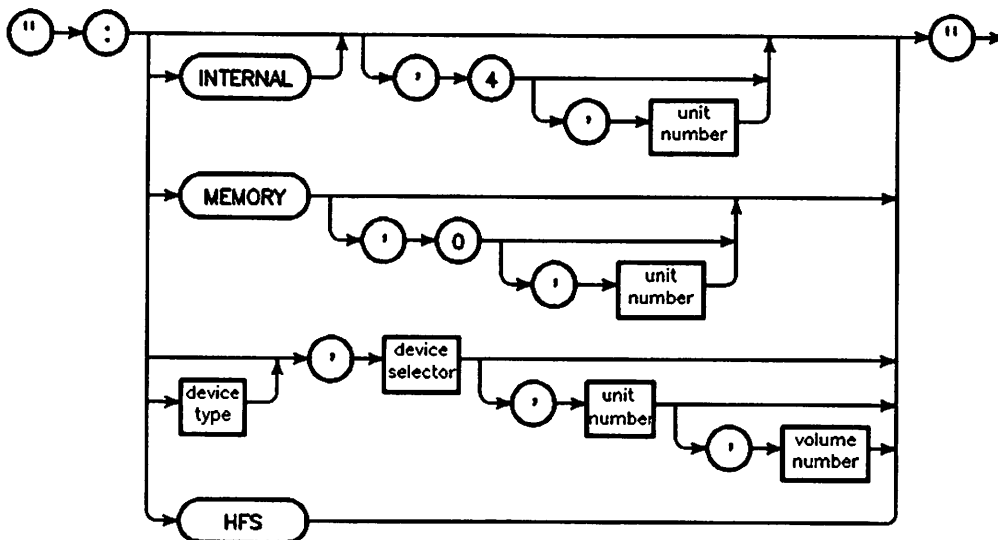 " : "
INTERNAL , 4
, unit
number
MEMORY
, 0
, unit
number
, device
selector
device
type
, unit
number
, volume
number
HFS